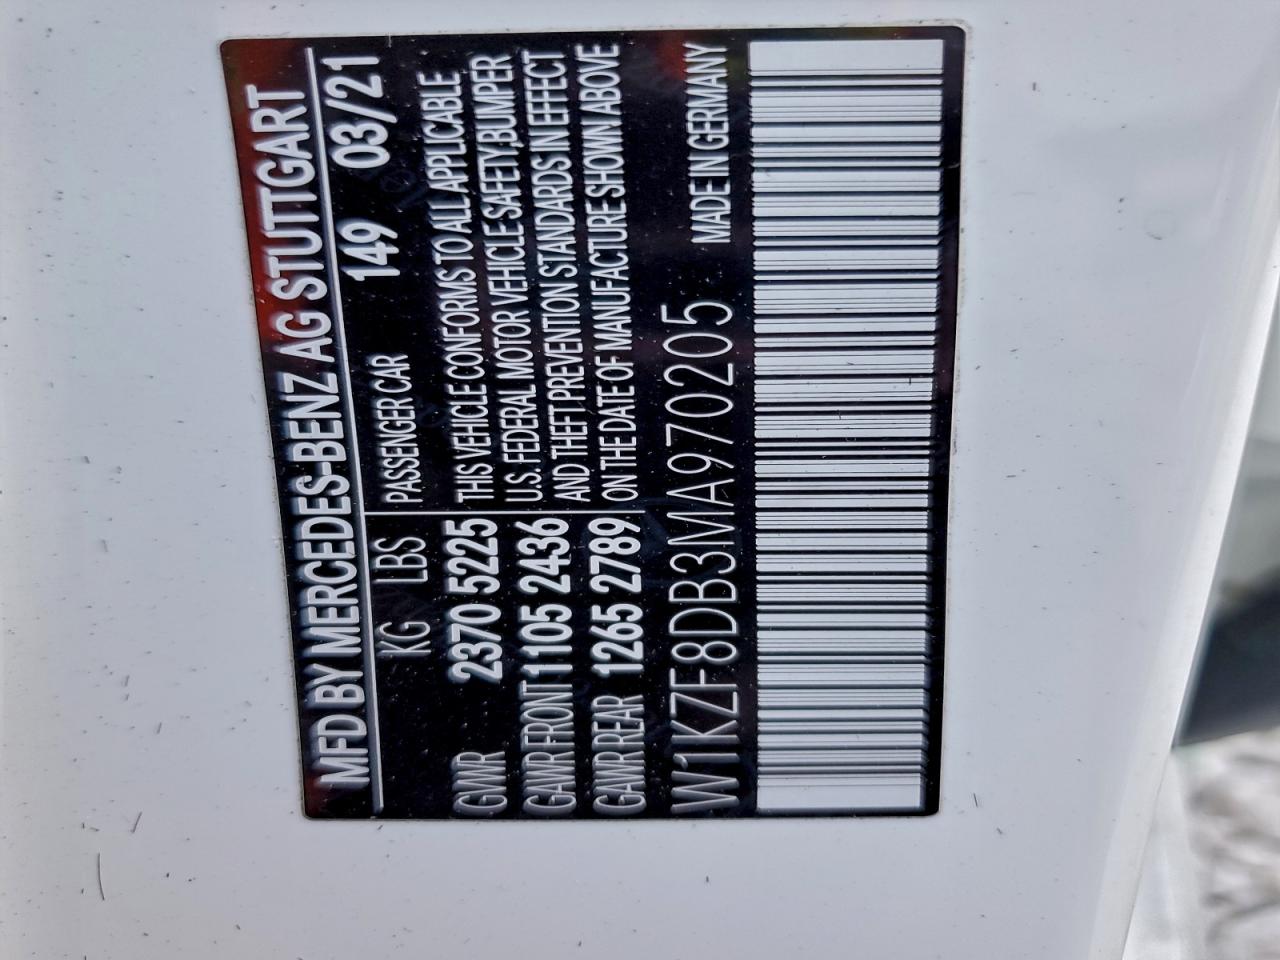 MFD BY MERCEDES-BENZ AG STUTTGART
149 03/21
KG LBS PASSENGER CAR
GWR 2370 5225
GAWR FRONT 1105 2436
GAWR REAR 1265 2789
THIS VEHICLE CONFORMS TO ALL APPLICABLE
U.S. FEDERAL MOTOR VEHICLE SAFETY,BUMPER
AND THEFT PREVENTION STANDARDS IN EFFECT
ON THE DATE OF MANUFACTURE SHOWN ABOVE
W1KZF8DB3MA970205 MADE IN GERMANY